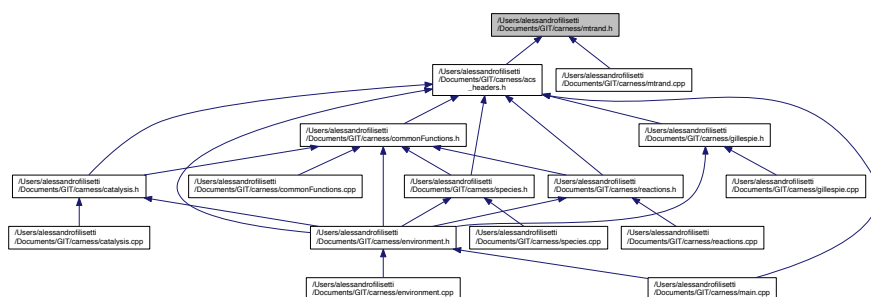 /Users/alessandrofilisetti
/Documents/GIT/carness/mtrand.h
/Users/alessandrofilisetti
/Documents/GIT/carness/acs
_headers.h
/Users/alessandrofilisetti
/Documents/GIT/carness/mtrand.cpp
/Users/alessandrofilisetti
/Documents/GIT/carness/commonFunctions.h
/Users/alessandrofilisetti
/Documents/GIT/carness/gillespie.h
/Users/alessandrofilisetti
/Documents/GIT/carness/catalysis.h
/Users/alessandrofilisetti
/Documents/GIT/carness/commonFunctions.cpp
/Users/alessandrofilisetti
/Documents/GIT/carness/species.h
/Users/alessandrofilisetti
/Documents/GIT/carness/reactions.h
/Users/alessandrofilisetti
/Documents/GIT/carness/gillespie.cpp
/Users/alessandrofilisetti
/Documents/GIT/carness/catalysis.cpp
/Users/alessandrofilisetti
/Documents/GIT/carness/environment.h
/Users/alessandrofilisetti
/Documents/GIT/carness/species.cpp
/Users/alessandrofilisetti
/Documents/GIT/carness/reactions.cpp
/Users/alessandrofilisetti
/Documents/GIT/carness/environment.cpp
/Users/alessandrofilisetti
/Documents/GIT/carness/main.cpp